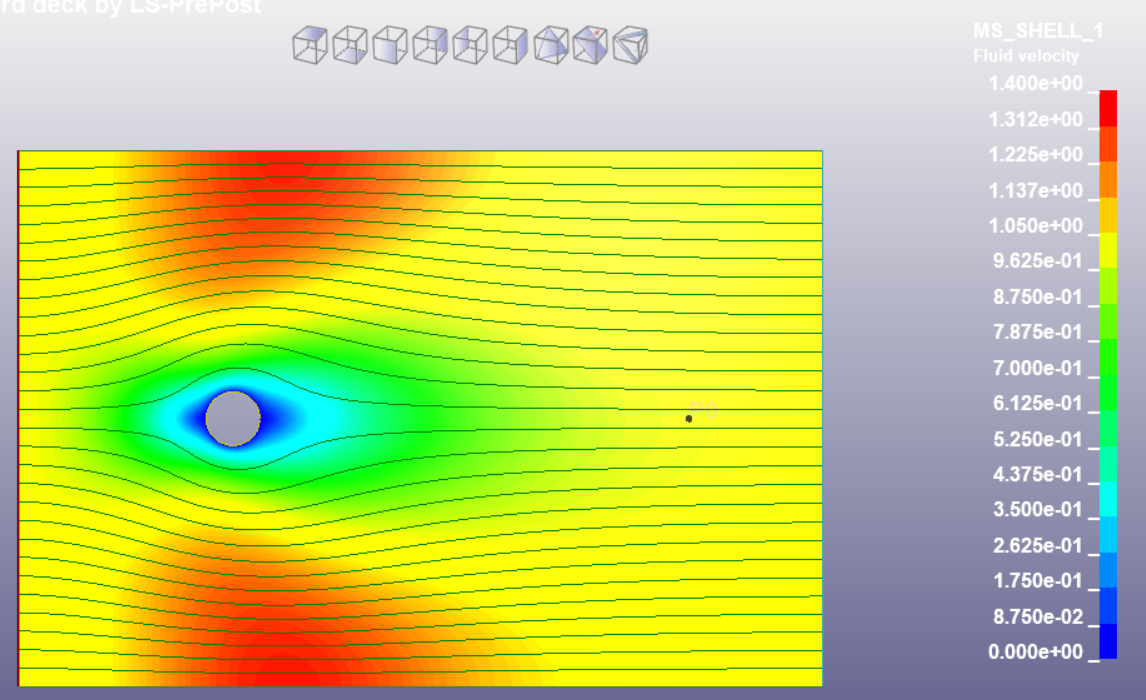 rd deck by LS-PrePost
MS_SHELL_1
Fluid velocity
1.400e+00
1.312e+00
1.225e+00
1.137e+00
1.050e+00
9.625e-01
8.750e-01
7.875e-01
7.000e-01
6.125e-01
5.250e-01
4.375e-01
3.500e-01
2.625e-01
1.750e-01
8.750e-02
0.000e+00